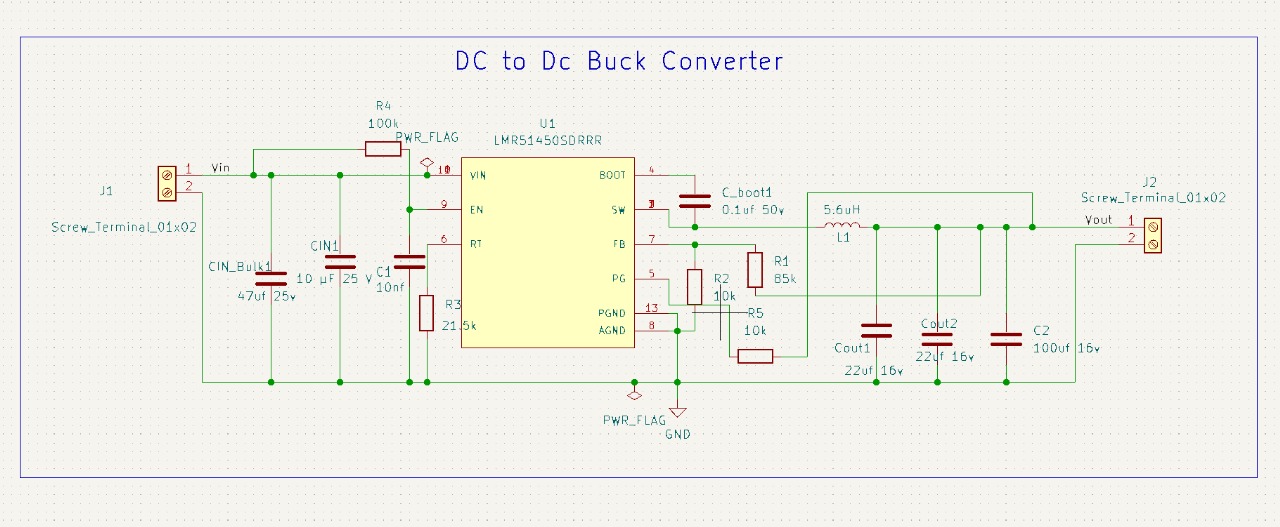 DC to Dc Buck Converter
R4
100k
PWR_FLAG
U1
LMR51450SDRRR
J1
Screw_Terminal_01x02
1
2
Vin
VIN
EN
9
RT
6
BOOT
4
SW
FB
7
PG
5
PGND
13
AGND
8
C_boot1
0.1uf 50v
5.6uH
L1
J2
Screw_Terminal_01x02
Vout
1
2
CIN_Bulk1
47uf 25v
CIN1
10 µF 25 V
C1
10nf
R3
21.5k
R2
10k
R1
85k
R5
10k
Cout1
22uf 16v
Cout2
22uf 16v
C2
100uf 16v
PWR_FLAG
GND